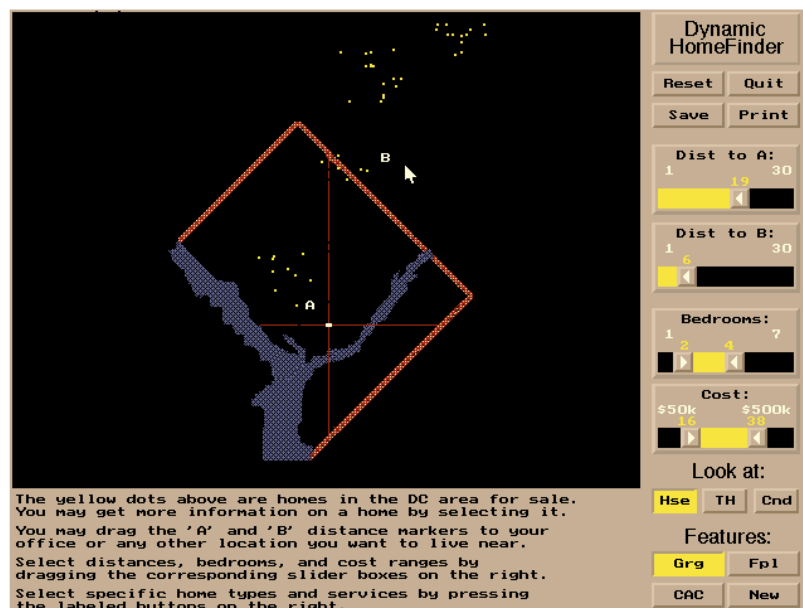 Dynamic
HomeFinder
Reset Quit
Save Print
Dist to A:
1 30
19
Dist to B:
1 30
6
Bedrooms:
1 7
2 4
Cost:
$50k $500k
16 38
Look at:
Hse TH Cnd
Features:
Grg Fpl
CAC New
B
A
The yellow dots above are homes in the DC area for sale.
You may get more information on a home by selecting it.
You may drag the 'A' and 'B' distance markers to your
office or any other location you want to live near.
Select distances, bedrooms, and cost ranges by
dragging the corresponding slider boxes on the right.
Select specific home types and services by pressing
the labeled buttons on the right.